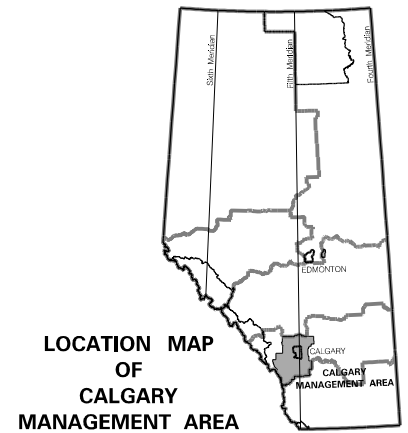 Sixth Meridian
Fifth Meridian
Fourth Meridian
EDMONTON
CALGARY
CALGARY
MANAGEMENT AREA
LOCATION MAP
OF
CALGARY
MANAGEMENT AREA